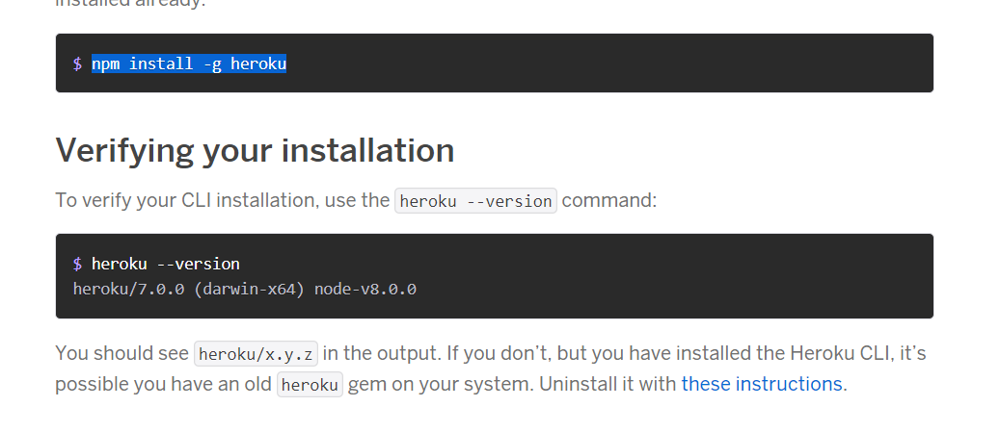 installed already.
$ npm install -g heroku
Verifying your installation
To verify your CLI installation, use the heroku --version command:
$ heroku --version
heroku/7.0.0 (darwin-x64) node-v8.0.0
You should see heroku/x.y.z in the output. If you don’t, but you have installed the Heroku CLI, it’s
possible you have an old heroku gem on your system. Uninstall it with these instructions.